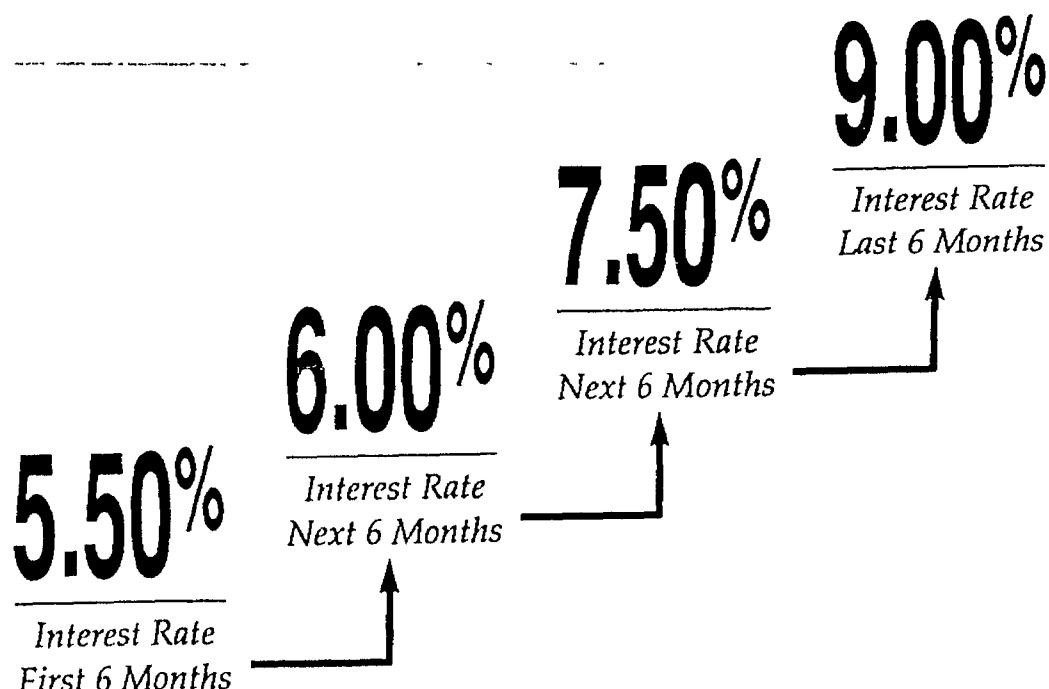 5.50%
Interest Rate
First 6 Months
6.00%
Interest Rate
Next 6 Months
7.50%
Interest Rate
Next 6 Months
9.00%
Interest Rate
Last 6 Months